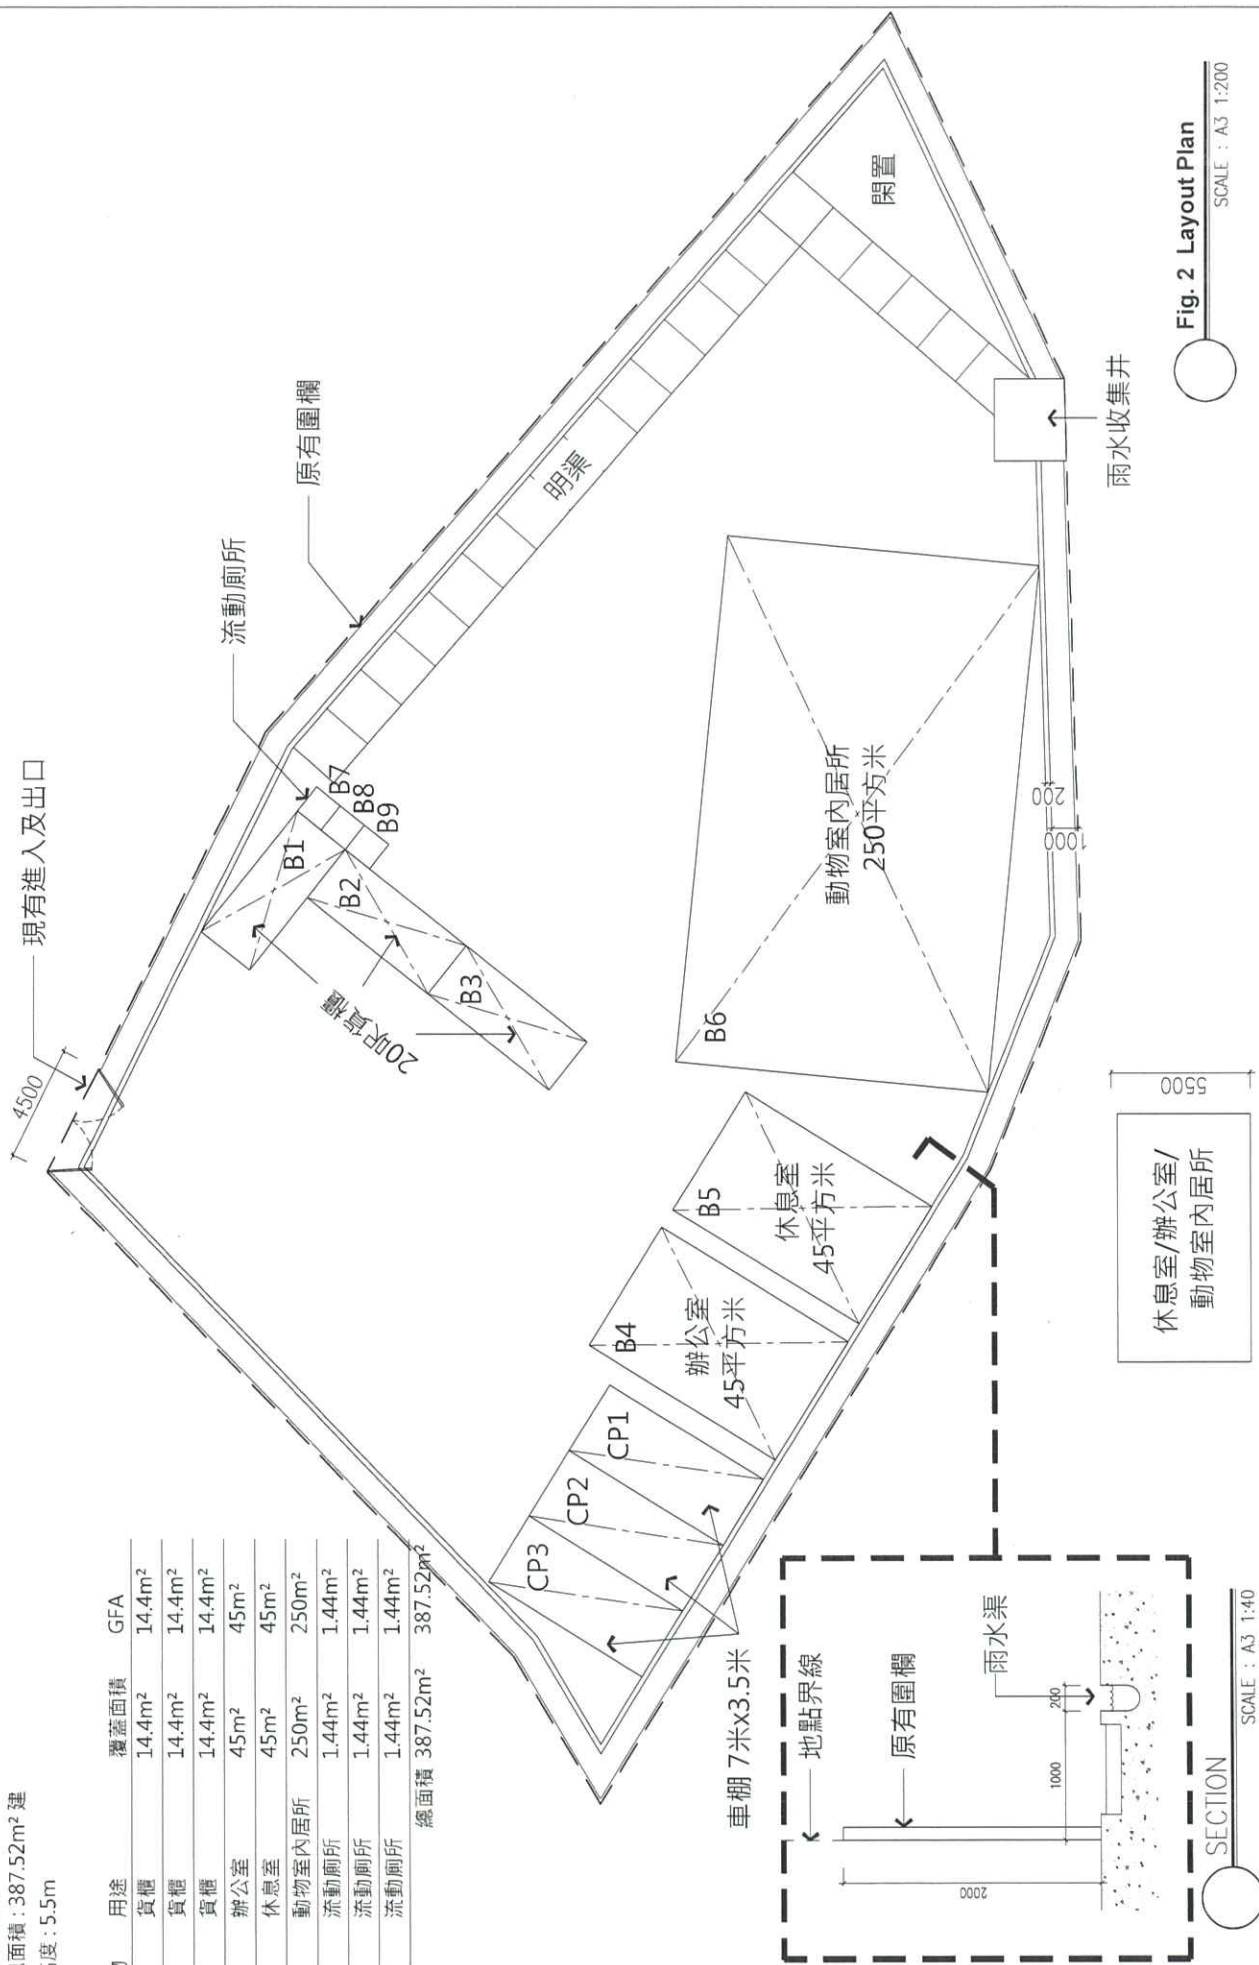 面積 : 387.52m² 建
度 : 5.5m
用途 覆蓋面積 GFA
貨櫃 14.4m² 14.4m²
貨櫃 14.4m² 14.4m²
貨櫃 14.4m² 14.4m²
辦公室 45m² 45m²
休息室 45m² 45m²
動物室內居所 250m² 250m²
流動廁所 1.44m² 1.44m²
流動廁所 1.44m² 1.44m²
流動廁所 1.44m² 1.44m²
總面積 387.52m² 387.52m²
4500
現有進入及出口
流動廁所
原有圍欄
B1
B2
B3
B7
B8
B9
20呎貨櫃
明渠
閑置
CP3
CP2
CP1
車棚 7米x3.5米
B4
辦公室
45平方米
B5
休息室
45平方米
B6
動物室內居所
250平方米
200
1000
雨水收集井
5500
休息室/辦公室/
動物室內居所
地點界線
原有圍欄
雨水渠
2000
1000
200
SECTION
SCALE : A3 1:40
Fig. 2 Layout Plan
SCALE : A3 1:200